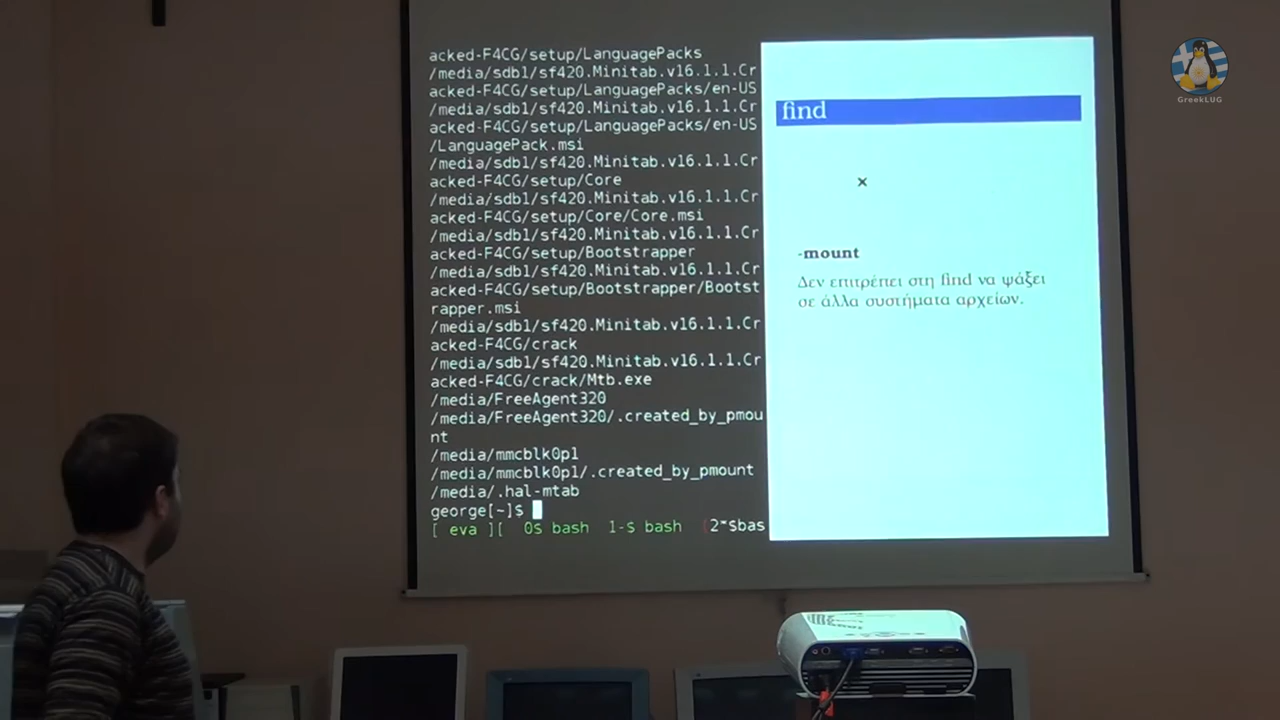 acked-F4CG/setup/LanguagePacks
/media/sdb1/sf420.Minitab.v16.1.1.Cr
acked-F4CG/setup/LanguagePacks/en-US
/media/sdb1/sf420.Minitab.v16.1.1.Cr
acked-F4CG/setup/LanguagePacks/en-US
/LanguagePack.msi
/media/sdb1/sf420.Minitab.v16.1.1.Cr
acked-F4CG/setup/Core
/media/sdb1/sf420.Minitab.v16.1.1.Cr
acked-F4CG/setup/Core/Core.msi
/media/sdb1/sf420.Minitab.v16.1.1.Cr
acked-F4CG/setup/Bootstrapper
/media/sdb1/sf420.Minitab.v16.1.1.Cr
acked-F4CG/setup/Bootstrapper/Bootst
rapper.msi
/media/sdb1/sf420.Minitab.v16.1.1.Cr
acked-F4CG/crack
/media/sdb1/sf420.Minitab.v16.1.1.Cr
acked-F4CG/crack/Mtb.exe
/media/FreeAgent320
/media/FreeAgent320/.created_by_pmou
nt
/media/mmcblk0p1
/media/mmcblk0p1/.created_by_pmount
/media/.hal-mtab
george[~]$
[ eva ][ 0$ bash 1-$ bash (2*$bas
find
-mount
Δεν επιτρέπει στη find να ψάξει
σε άλλα συστήματα αρχείων.
GreekLUG